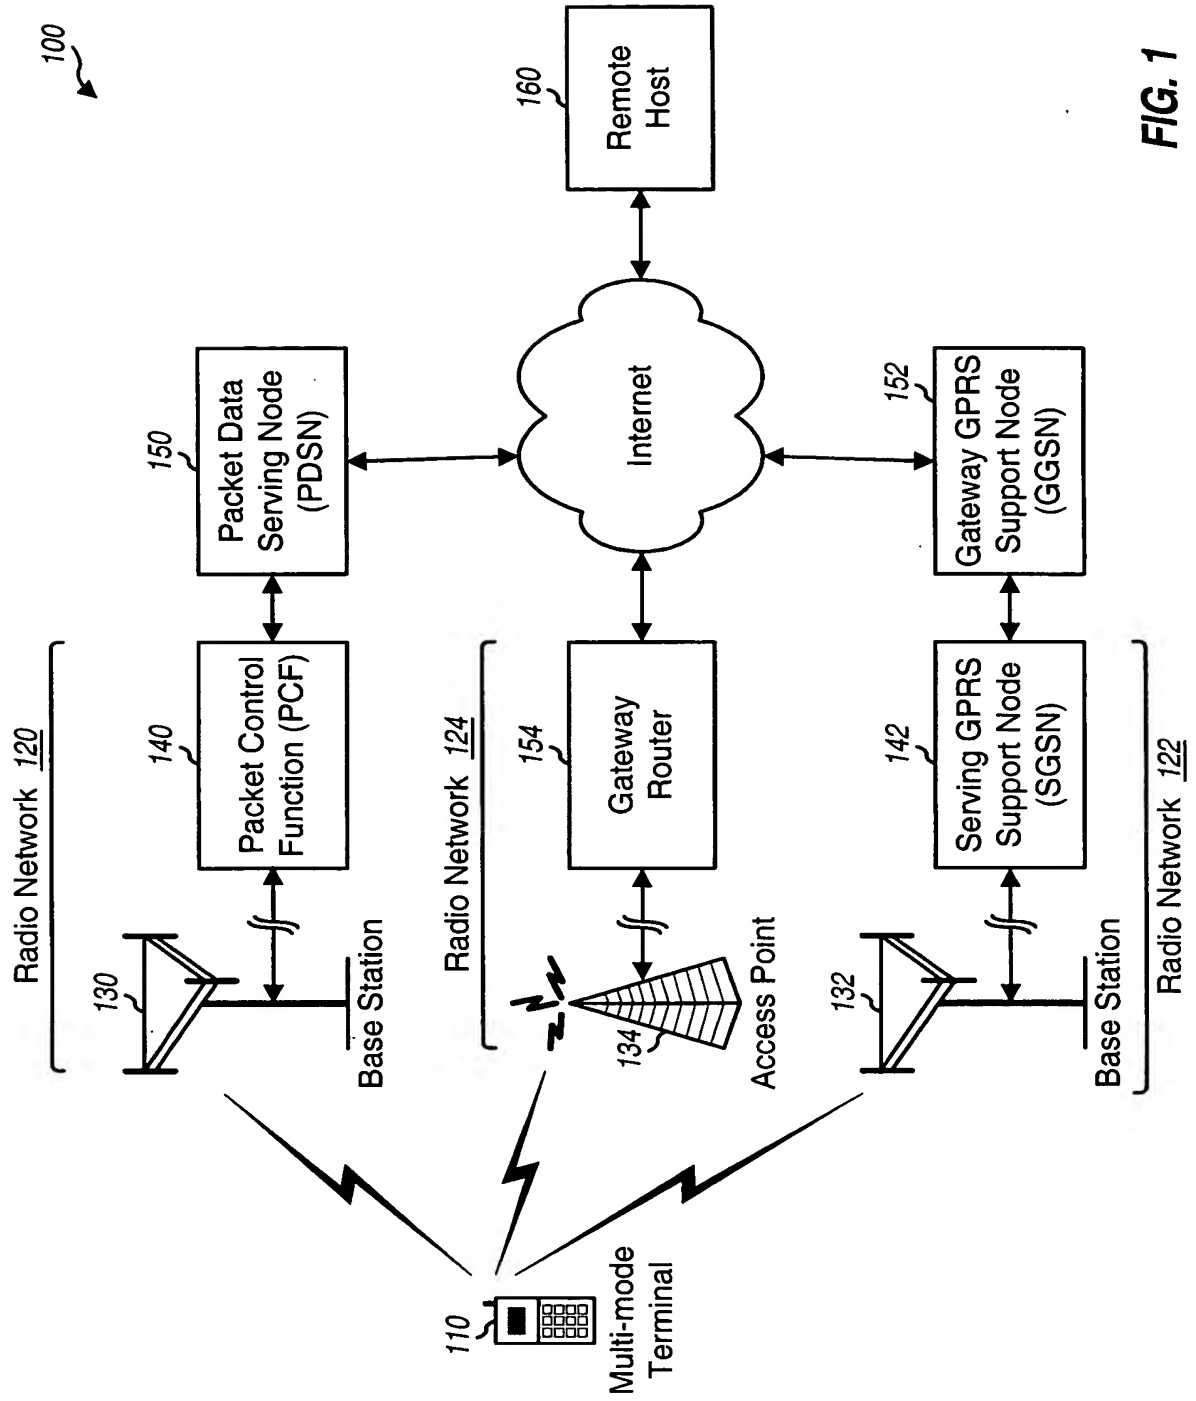 100
Radio Network 120
130
Base Station
140
Packet Control
Function (PCF)
150
Packet Data
Serving Node
(PDSN)
110
Multi-mode
Terminal
Radio Network 124
134
Access Point
154
Gateway
Router
Internet
160
Remote
Host
132
Base Station
142
Serving GPRS
Support Node
(SGSN)
152
Gateway GPRS
Support Node
(GGSN)
Radio Network 122
FIG. 1